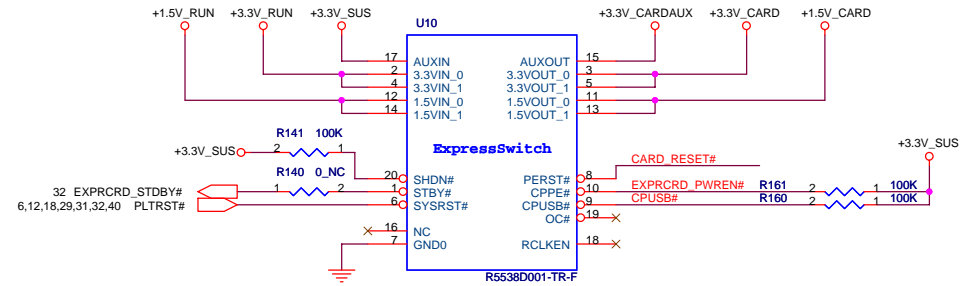 +1.5V_RUN +3.3V_RUN +3.3V_SUS +3.3V_CARDAUX +3.3V_CARD +1.5V_CARD
U10
17 AUXIN AUXOUT 15
2 3.3VIN_0 3.3VOUT_0 3
4 3.3VIN_1 3.3VOUT_1 5
12 1.5VIN_0 1.5VOUT_0 11
14 1.5VIN_1 1.5VOUT_1 13
R141 100K
+3.3V_SUS 2 1
ExpressSwitch
+3.3V_SUS
CARD_RESET#
R140 0_NC
20 SHDN# PERST# 8
32 EXPRCRD_STDBY# 1 2 1 STBY# CPPE# 10 EXPRCRD_PWREN# R161 2 1 100K
6,12,18,29,31,32,40 PLTRST# 6 SYSRST# CPUSB# 9 CPUSB# R160 2 1 100K
OC# 19
16 NC
7 GND0 RCLKEN 18
R5538D001-TR-F